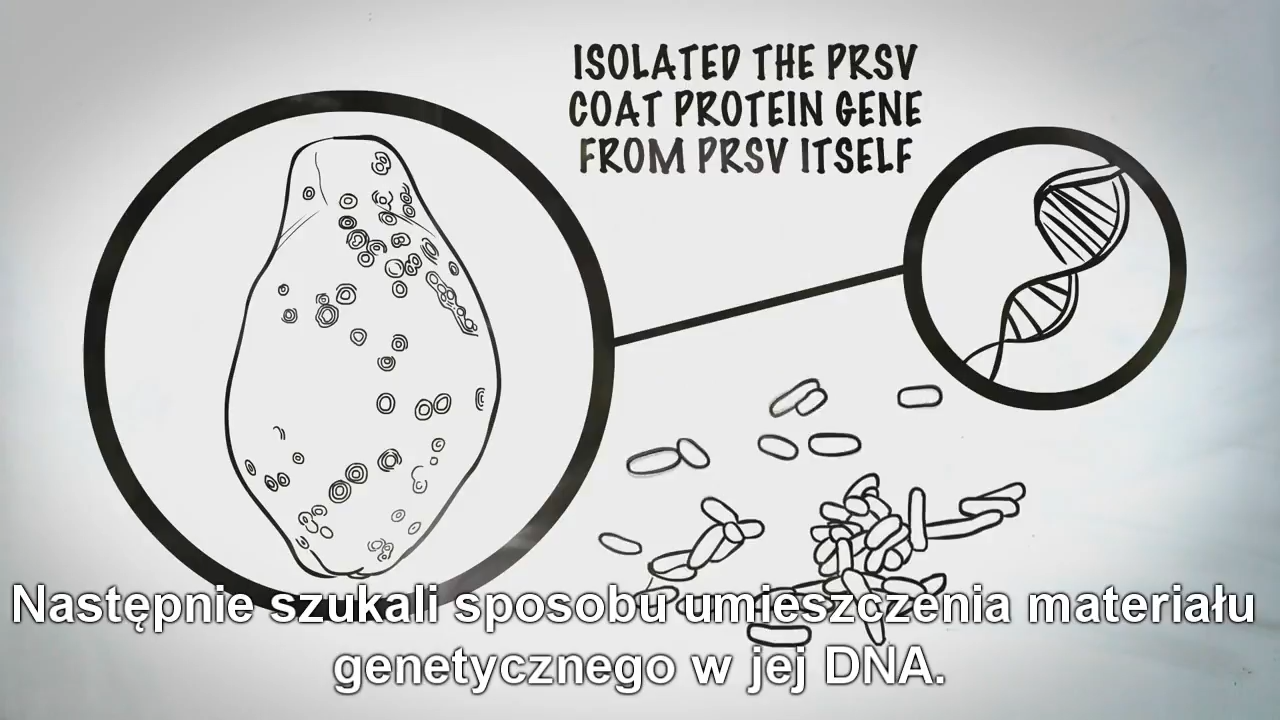 ISOLATED THE PRSV
COAT PROTEIN GENE
FROM PRSV ITSELF
Następnie szukali sposobu umieszczenia materiału
genetycznego w jej DNA.